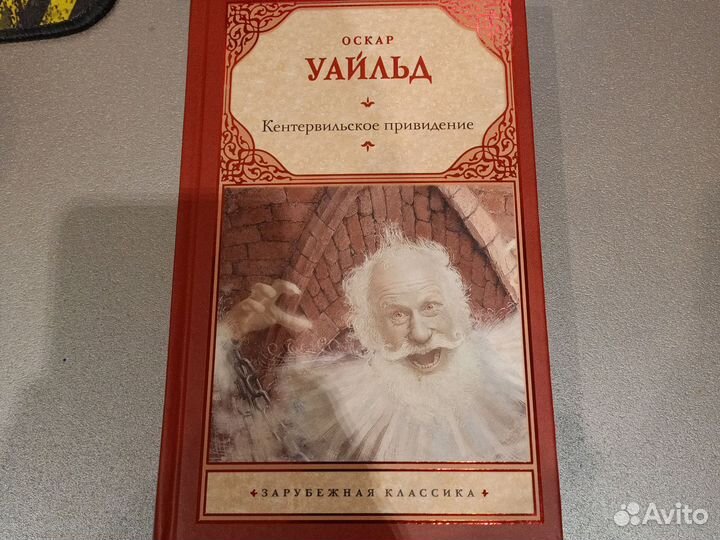 ОСКАР
УАЙЛЬД
Кентервильское привидение
ЗАРУБЕЖНАЯ КЛАССИКА
Avito